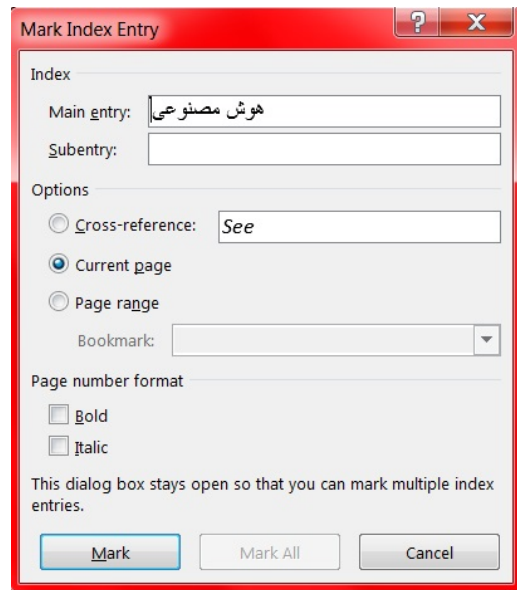 Mark Index Entry
Index
Main entry: هوش مصنوعی
Subentry:
Options
Cross-reference: See
Current page
Page range
Bookmark:
Page number format
Bold
Italic
This dialog box stays open so that you can mark multiple index
entries.
Mark Mark All Cancel